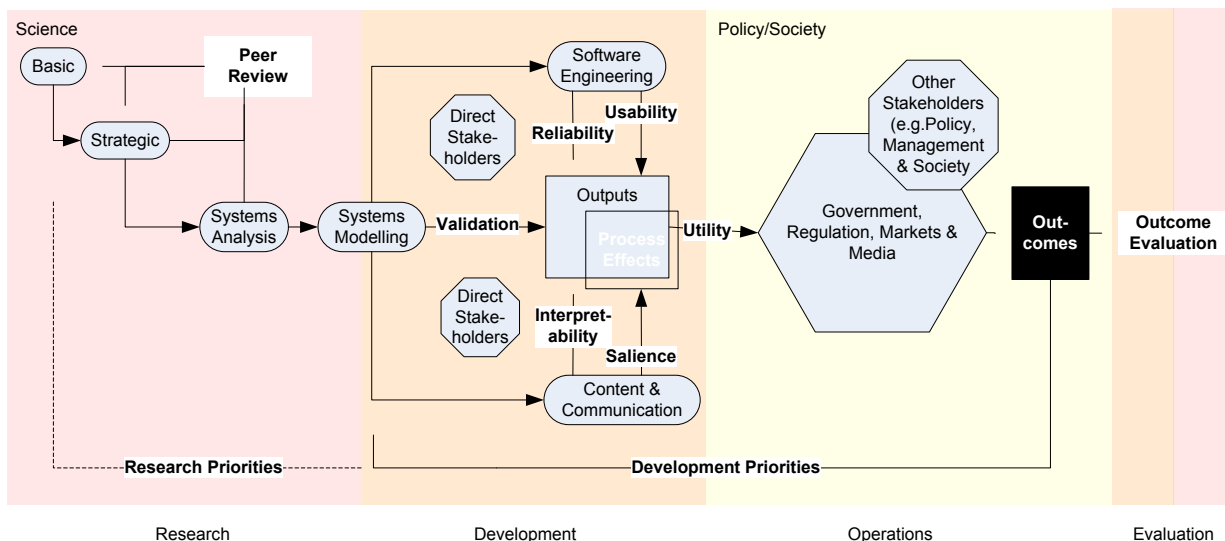 Science
Basic
Peer
Review
Strategic
Systems
Analysis
Systems
Modelling
Software
Engineering
Direct
Stake-
holders
Reliability
Usability
Validation
Outputs
Process
Effects
Utility
Direct
Stake-
holders
Interpret-
ability
Salience
Content &
Communication
Policy/Society
Other
Stakeholders
(e.g.Policy,
Management
& Society
Government,
Regulation, Markets &
Media
Out-
comes
Outcome
Evaluation
Research Priorities
Development Priorities
Research
Development
Operations
Evaluation